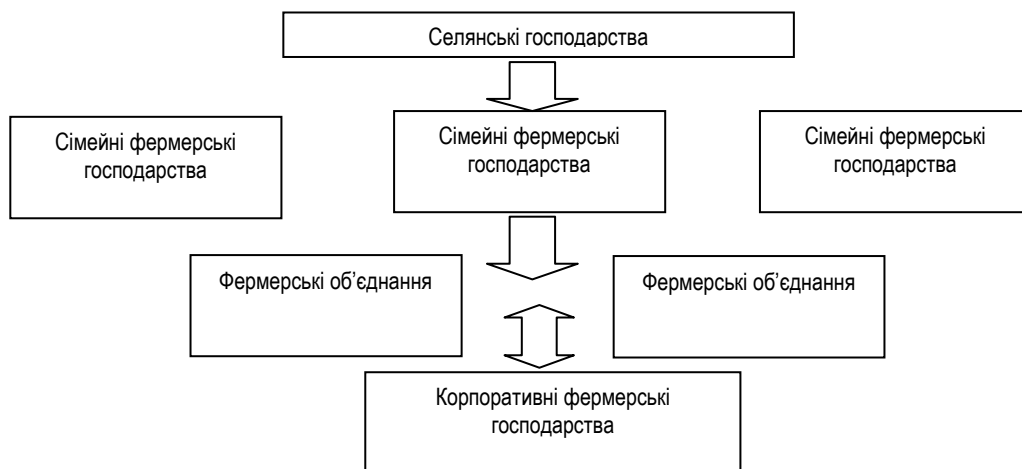 Селянські господарства
Сімейні фермерські
господарства
Сімейні фермерські
господарства
Сімейні фермерські
господарства
Фермерські об’єднання
Фермерські об’єднання
Корпоративні фермерські
господарства